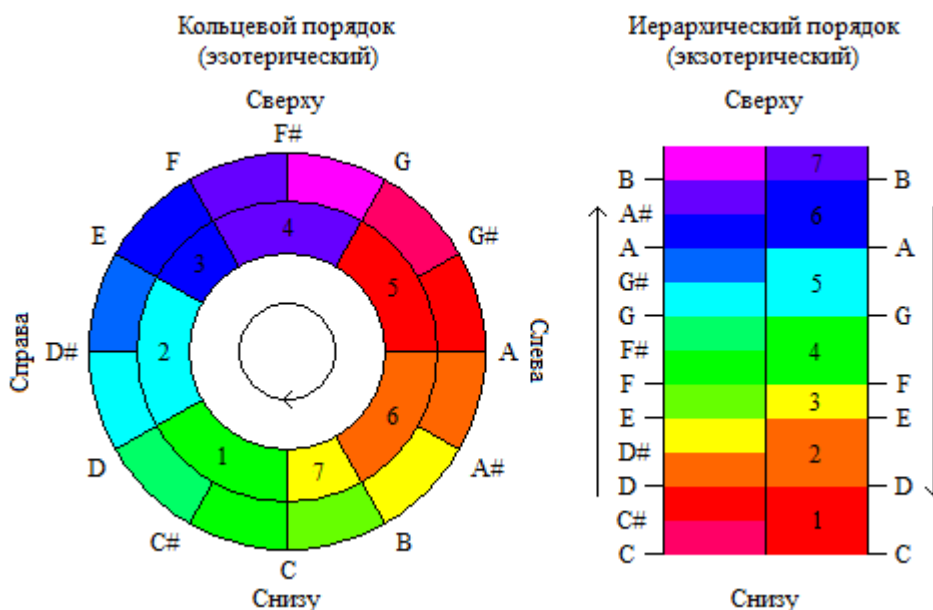 Кольцевой порядок
(эзотерический)
Сверху
F#
F
G
E
G#
4
3
5
Справа
D#
2
A
Слева
6
1
7
D
A#
C#
B
C
Снизу
Иерархический порядок
(экзотерический)
Сверху
7
B
B
A#
6
A
A
G#
5
G
G
F#
4
F
F
3
E
E
D#
2
D
D
C#
1
C
C
Снизу